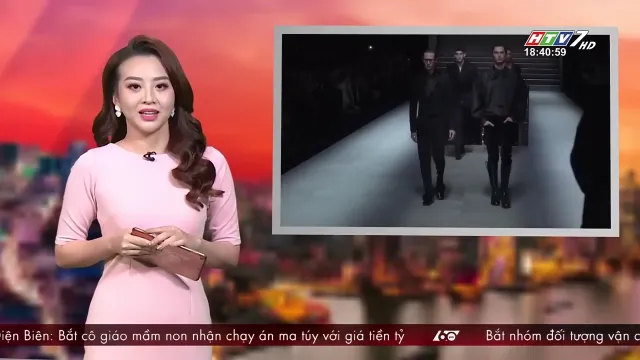 HTV7 HD
18:40:59
Điện Biên: Bắt cô giáo mầm non nhận chạy án ma túy với giá tiền tỷ
Bắt nhóm đối tượng vận c